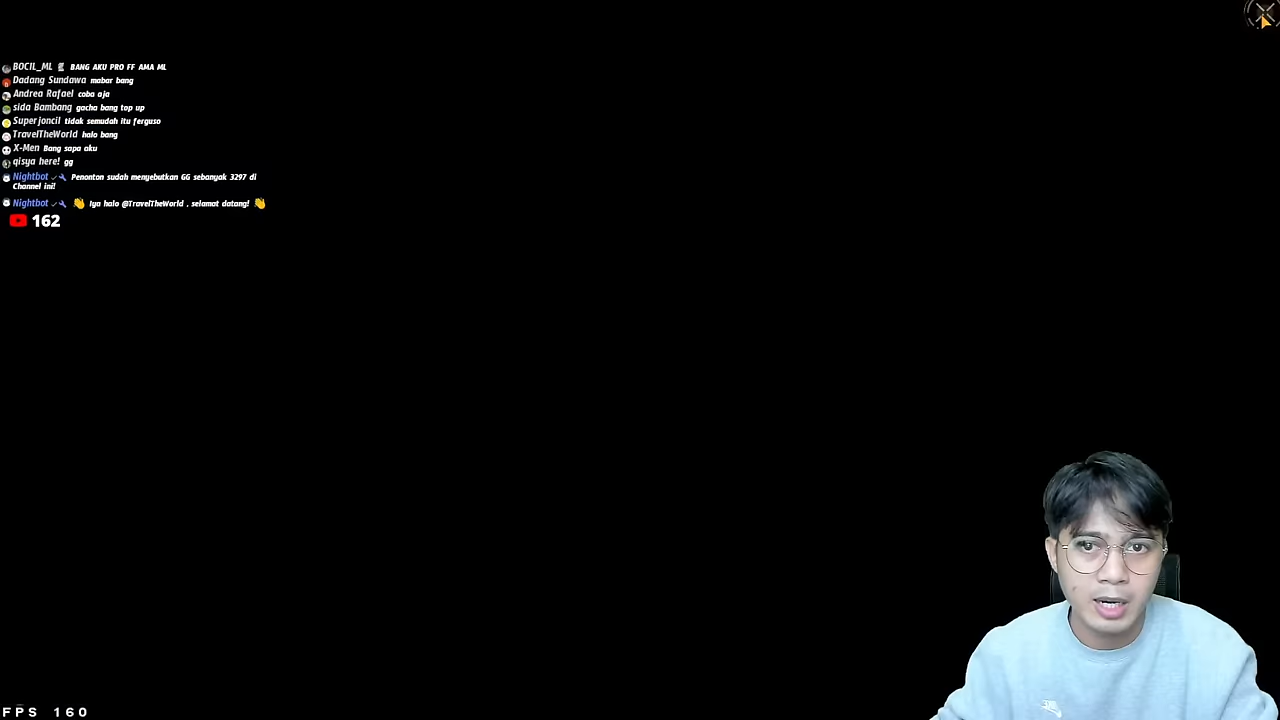 BOCIL_ML BANG AKU PRO FF AMA ML
Dadang Sundawa mabar bang
Andrea Rafael coba aja
sida Bambang gacha bang top up
Superjoncil tidak semudah itu ferguso
TravelTheWorld halo bang
X-Men Bang sapa aku
qisya here! gg
Nightbot Penonton sudah menyebutkan GG sebanyak 3297 di
Channel ini!
Nightbot 👋 Iya halo @TravelTheWorld , selamat datang! 👋
162
FPS 160